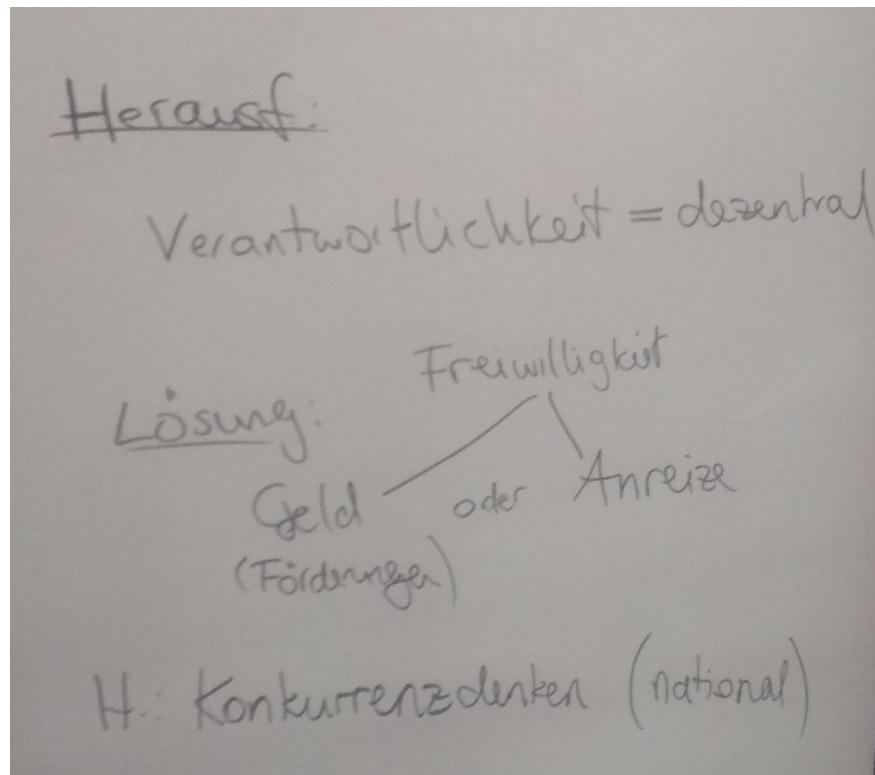 Herausf.:
Verantwortlichkeit = dezentral
Freiwilligkeit
Lösung:
Geld oder Anreize
(Förderungen)
H.: Konkurrenzdenken (national)